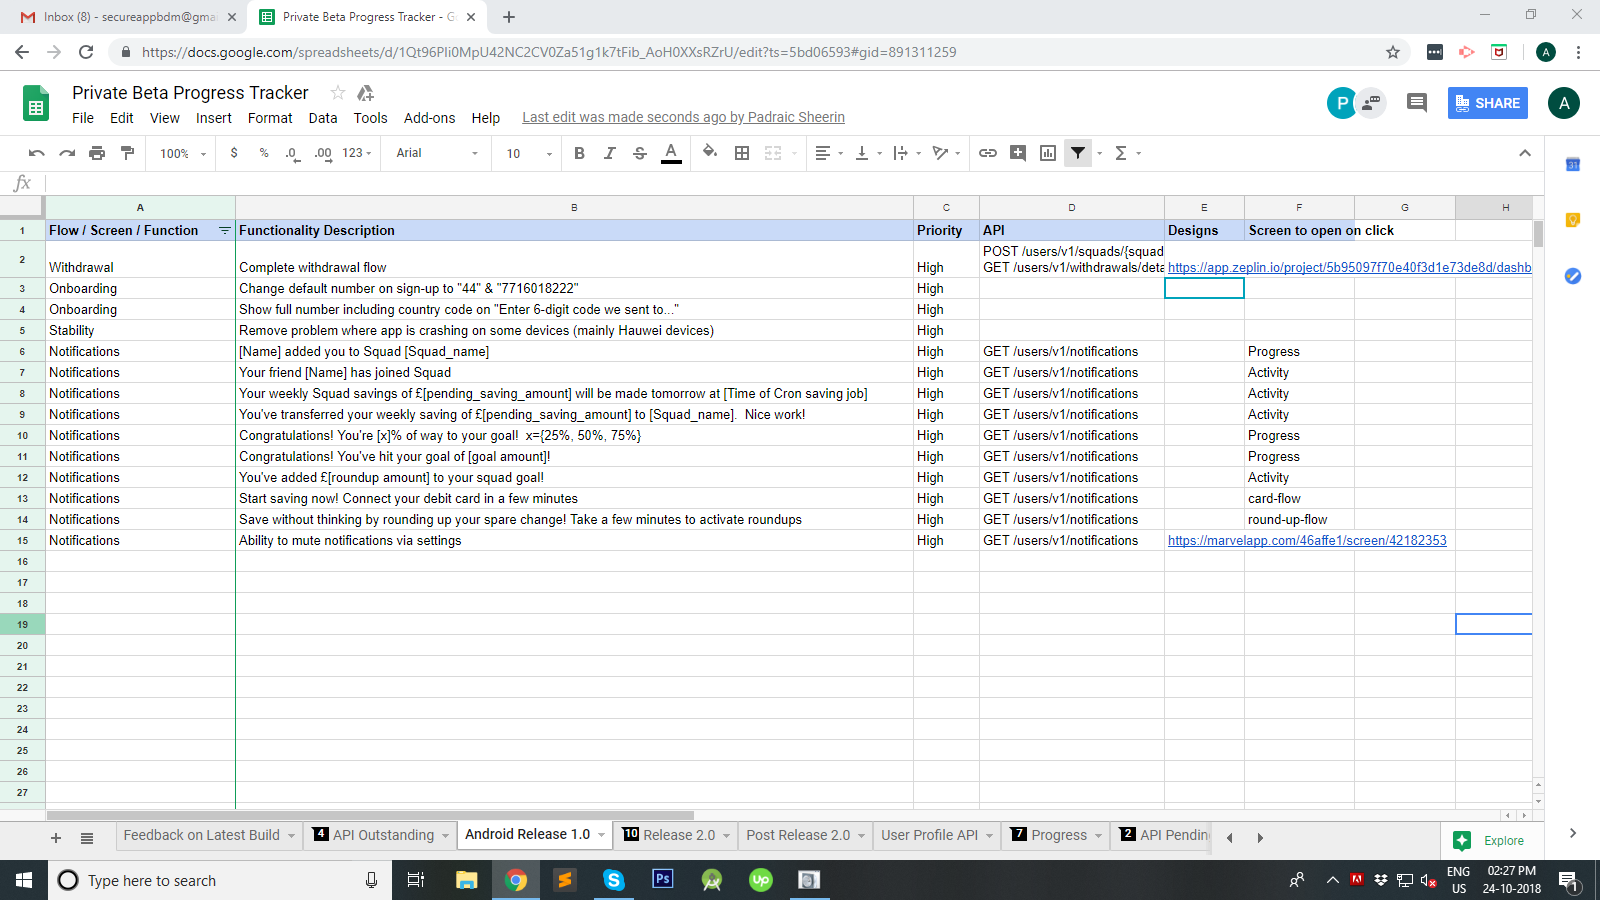 Inbox (8) - secureappbdm@gma
Private Beta Progress Tracker - Go
https://docs.google.com/spreadsheets/d/1Qt96PIi0MpU42NC2CV0Za51g1k7tFib_AoH0XXsRZrU/edit?ts=5bd06593#gid=891311259
A
Private Beta Progress Tracker
P
SHARE
A
File Edit View Insert Format Data Tools Add-ons Help Last edit was made seconds ago by Padraic Sheerin
100% $ % .0 .00 123 Arial 10 B I S A Σ
31
fx
A B C D E F G H
1 Flow / Screen / Function Functionality Description Priority API Designs Screen to open on click
POST /users/v1/squads/{squad
2 Withdrawal Complete withdrawal flow High GET /users/v1/withdrawals/deta https://app.zeplin.io/project/5b95097f70e40f3d1e73de8d/dashb
3 Onboarding Change default number on sign-up to "44" & "7716018222" High
4 Onboarding Show full number including country code on "Enter 6-digit code we sent to..." High
5 Stability Remove problem where app is crashing on some devices (mainly Hauwei devices) High
6 Notifications [Name] added you to Squad [Squad_name] High GET /users/v1/notifications Progress
7 Notifications Your friend [Name] has joined Squad High GET /users/v1/notifications Activity
8 Notifications Your weekly Squad savings of £[pending_saving_amount] will be made tomorrow at [Time of Cron saving job] High GET /users/v1/notifications Activity
9 Notifications You've transferred your weekly saving of £[pending_saving_amount] to [Squad_name]. Nice work! High GET /users/v1/notifications Activity
10 Notifications Congratulations! You're [x]% of way to your goal! x={25%, 50%, 75%} High GET /users/v1/notifications Progress
11 Notifications Congratulations! You've hit your goal of [goal amount]! High GET /users/v1/notifications Progress
12 Notifications You've added £[roundup amount] to your squad goal! High GET /users/v1/notifications Activity
13 Notifications Start saving now! Connect your debit card in a few minutes High GET /users/v1/notifications card-flow
14 Notifications Save without thinking by rounding up your spare change! Take a few minutes to activate roundups High GET /users/v1/notifications round-up-flow
15 Notifications Ability to mute notifications via settings High GET /users/v1/notifications https://marvelapp.com/46affe1/screen/42182353
16
17
18
19
20
21
22
23
24
25
26
27
Feedback on Latest Build 4 API Outstanding Android Release 1.0 10 Release 2.0 Post Release 2.0 User Profile API 7 Progress 2 API Pendin
Explore
Type here to search
Ps
Up
ENG
US
02:27 PM
24-10-2018
1